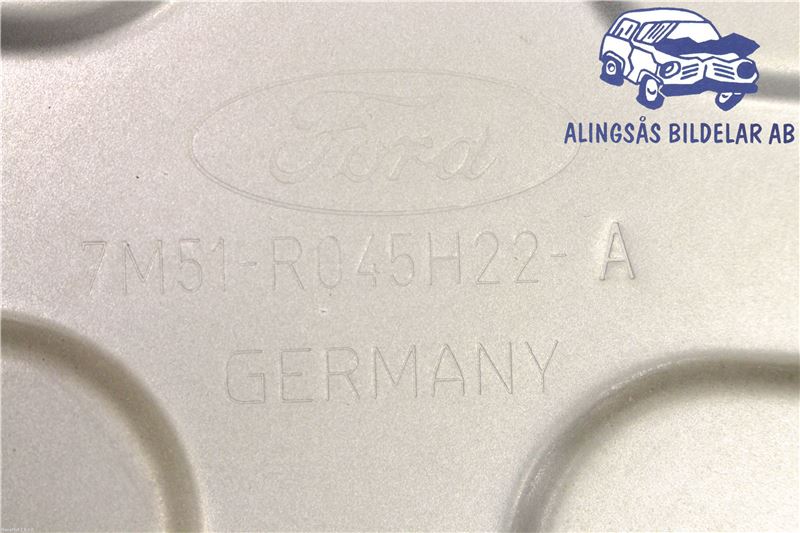 ALINGSÅS BILDELAR AB
Ford
7M51-R045H22- A
GERMANY